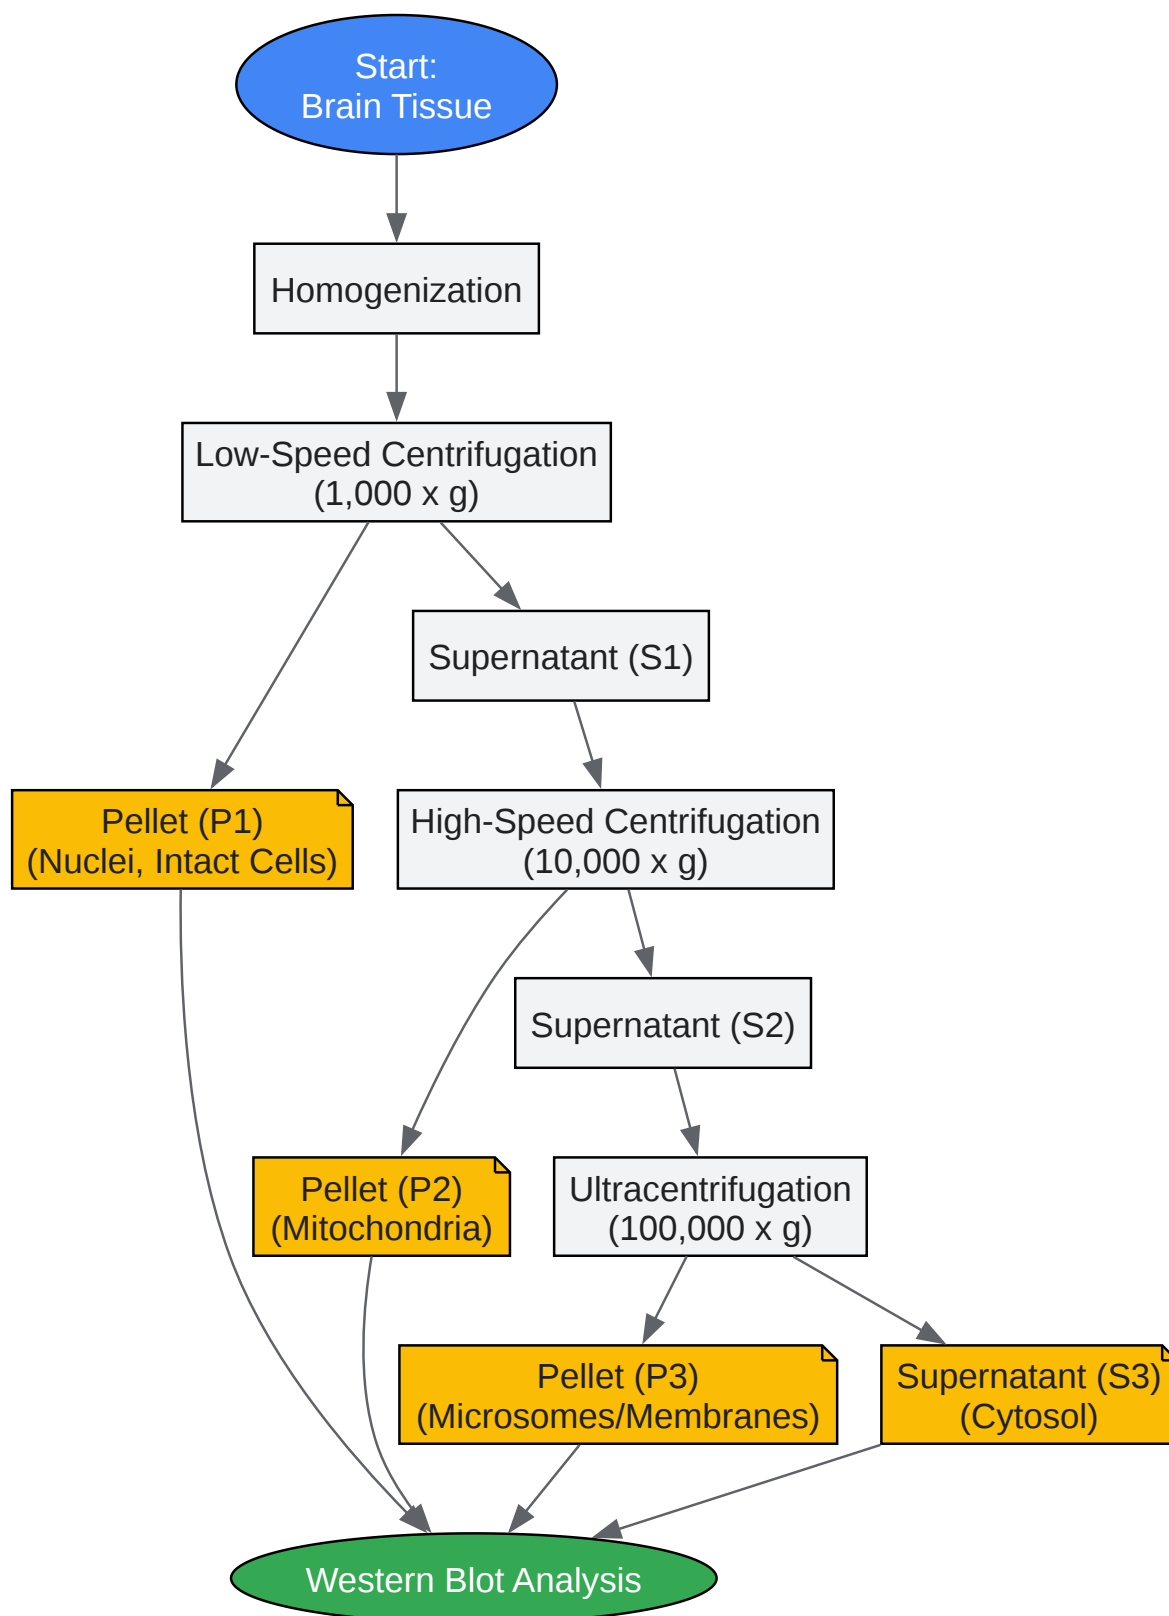 Start:
Brain Tissue
Homogenization
Low-Speed Centrifugation
(1,000 x g)
Supernatant (S1)
Pellet (P1)
(Nuclei, Intact Cells)
High-Speed Centrifugation
(10,000 x g)
Supernatant (S2)
Pellet (P2)
(Mitochondria)
Ultracentrifugation
(100,000 x g)
Pellet (P3)
(Microsomes/Membranes)
Supernatant (S3)
(Cytosol)
Western Blot Analysis